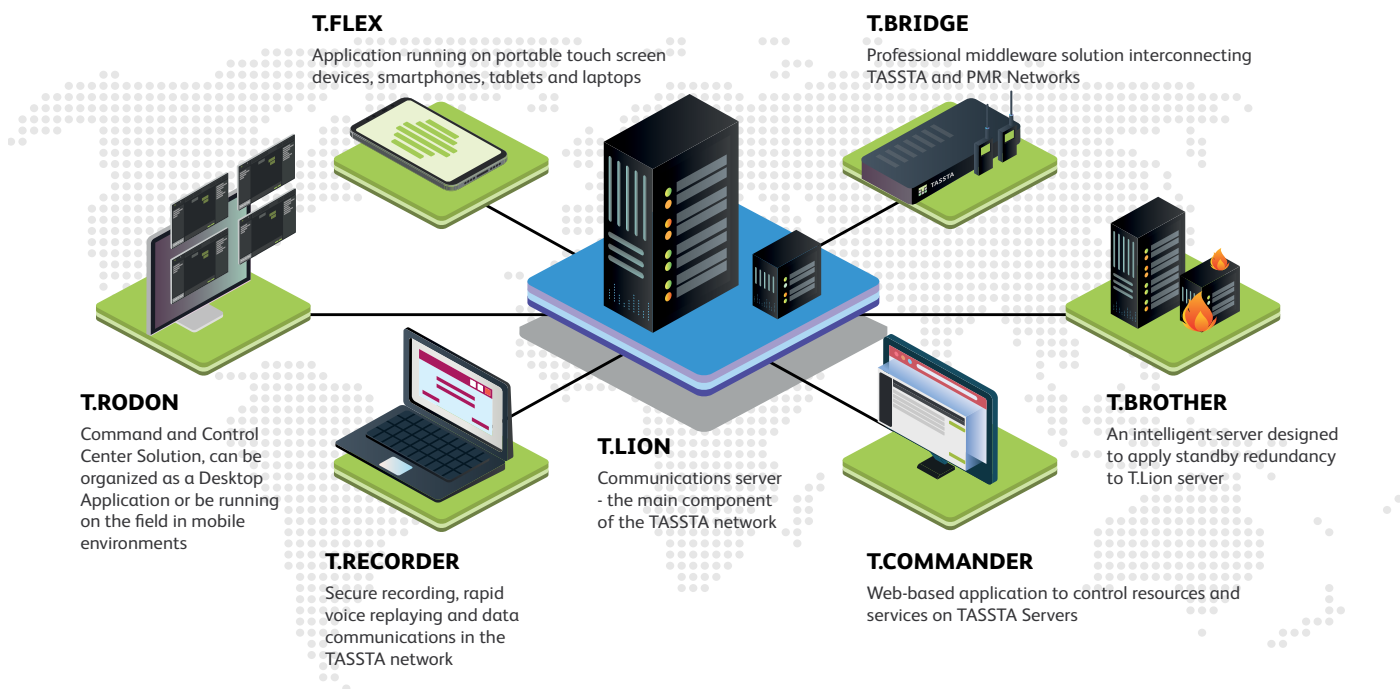 T.FLEX
Application running on portable touch screen
devices, smartphones, tablets and laptops
T.BRIDGE
Professional middleware solution interconnecting
TASSTA and PMR Networks
TASSTA
T.RODON
Command and Control
Center Solution, can be
organized as a Desktop
Application or be running
on the field in mobile
environments
T.RECORDER
Secure recording, rapid
voice replaying and data
communications in the
TASSTA network
T.LION
Communications server
- the main component
of the TASSTA network
T.COMMANDER
Web-based application to control resources and
services on TASSTA Servers
T.BROTHER
An intelligent server designed
to apply standby redundancy
to T.Lion server